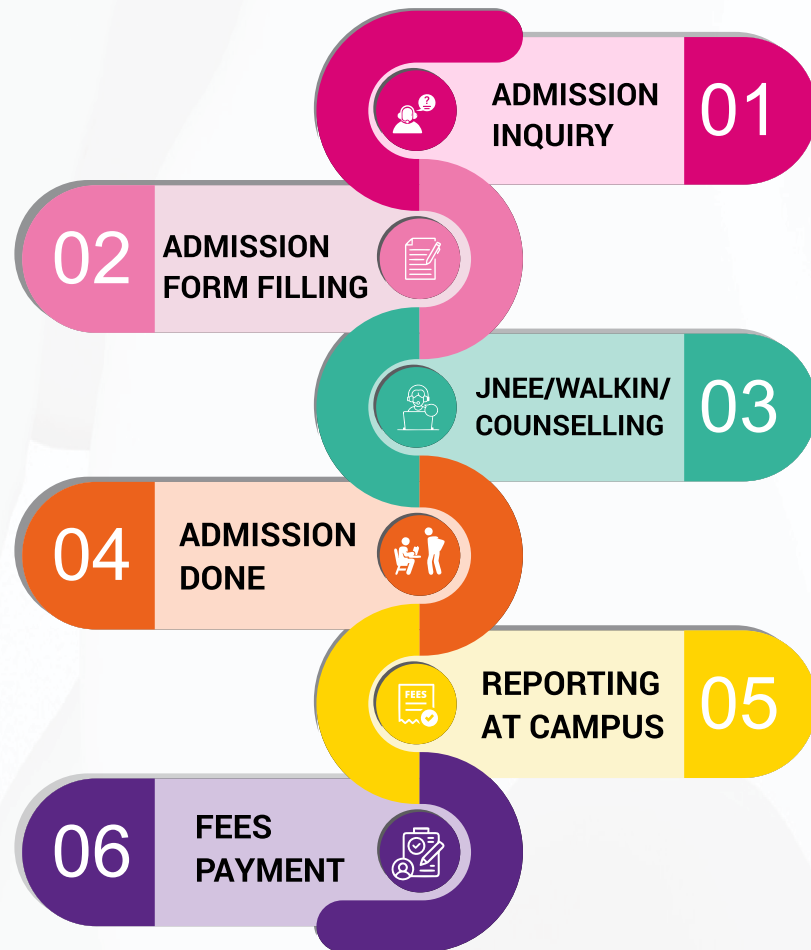 ADMISSION
INQUIRY
01
?
02
ADMISSION
FORM FILLING
JNEE/WALKIN/
COUNSELLING
03
04
ADMISSION
DONE
REPORTING
AT CAMPUS
05
FEES
06
FEES
PAYMENT